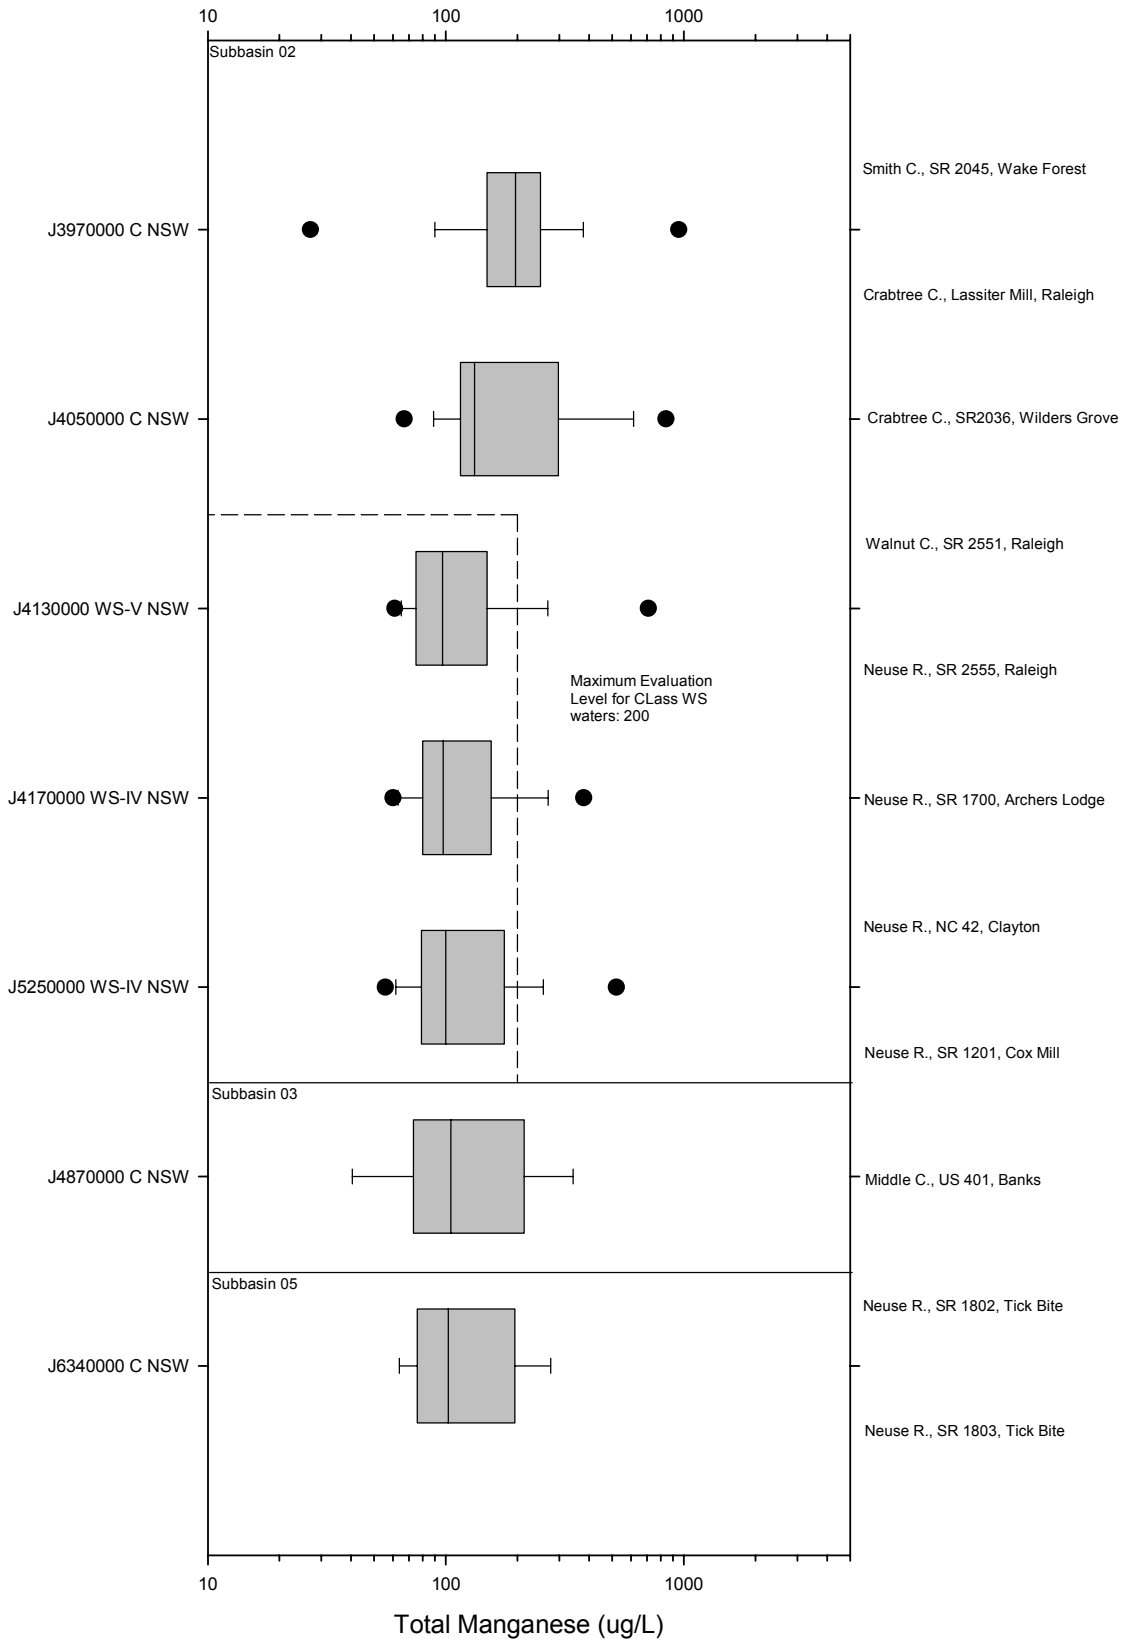 10 100 1000
Subbasin 02
Smith C., SR 2045, Wake Forest
J3970000 C NSW
Crabtree C., Lassiter Mill, Raleigh
J4050000 C NSW
Crabtree C., SR2036, Wilders Grove
Walnut C., SR 2551, Raleigh
J4130000 WS-V NSW
Neuse R., SR 2555, Raleigh
Maximum Evaluation
Level for CLass WS
waters: 200
J4170000 WS-IV NSW
Neuse R., SR 1700, Archers Lodge
Neuse R., NC 42, Clayton
J5250000 WS-IV NSW
Neuse R., SR 1201, Cox Mill
Subbasin 03
J4870000 C NSW
Middle C., US 401, Banks
Subbasin 05
Neuse R., SR 1802, Tick Bite
J6340000 C NSW
Neuse R., SR 1803, Tick Bite
10 100 1000
Total Manganese (ug/L)